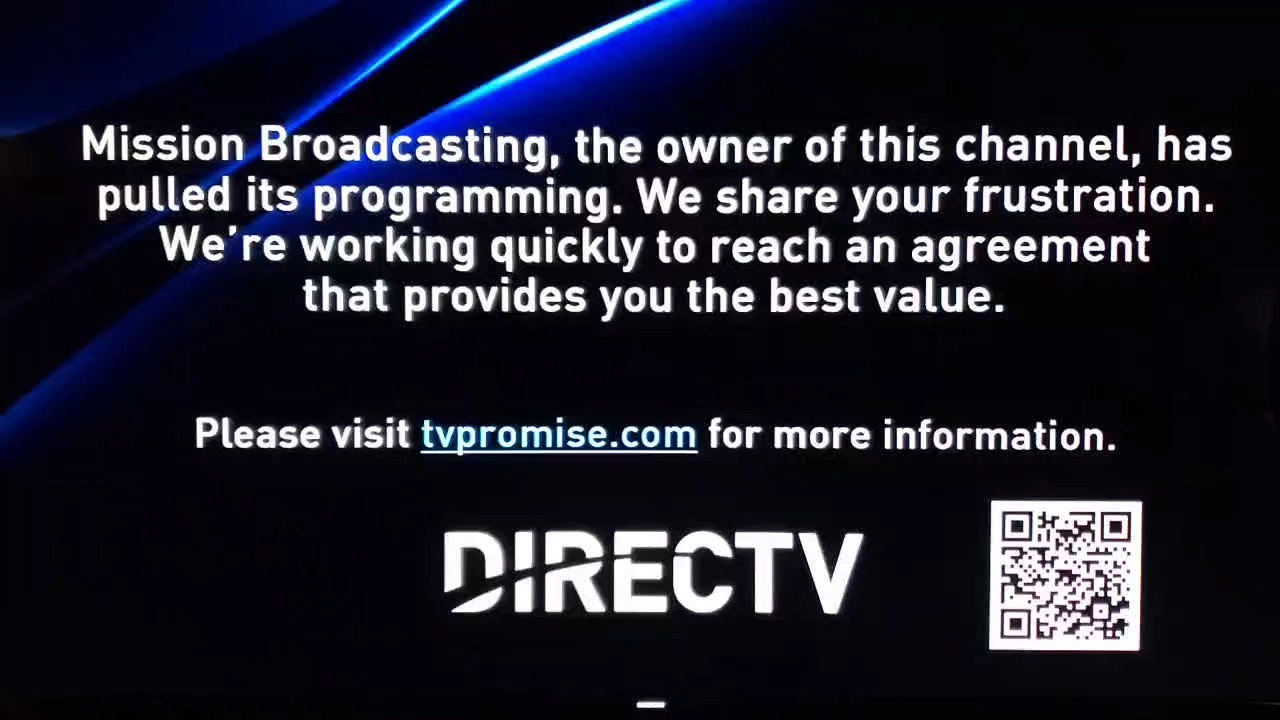 Mission Broadcasting, the owner of this channel, has
pulled its programming. We share your frustration.
We're working quickly to reach an agreement
that provides you the best value.
Please visit tvpromise.com for more information.
DIRECTV